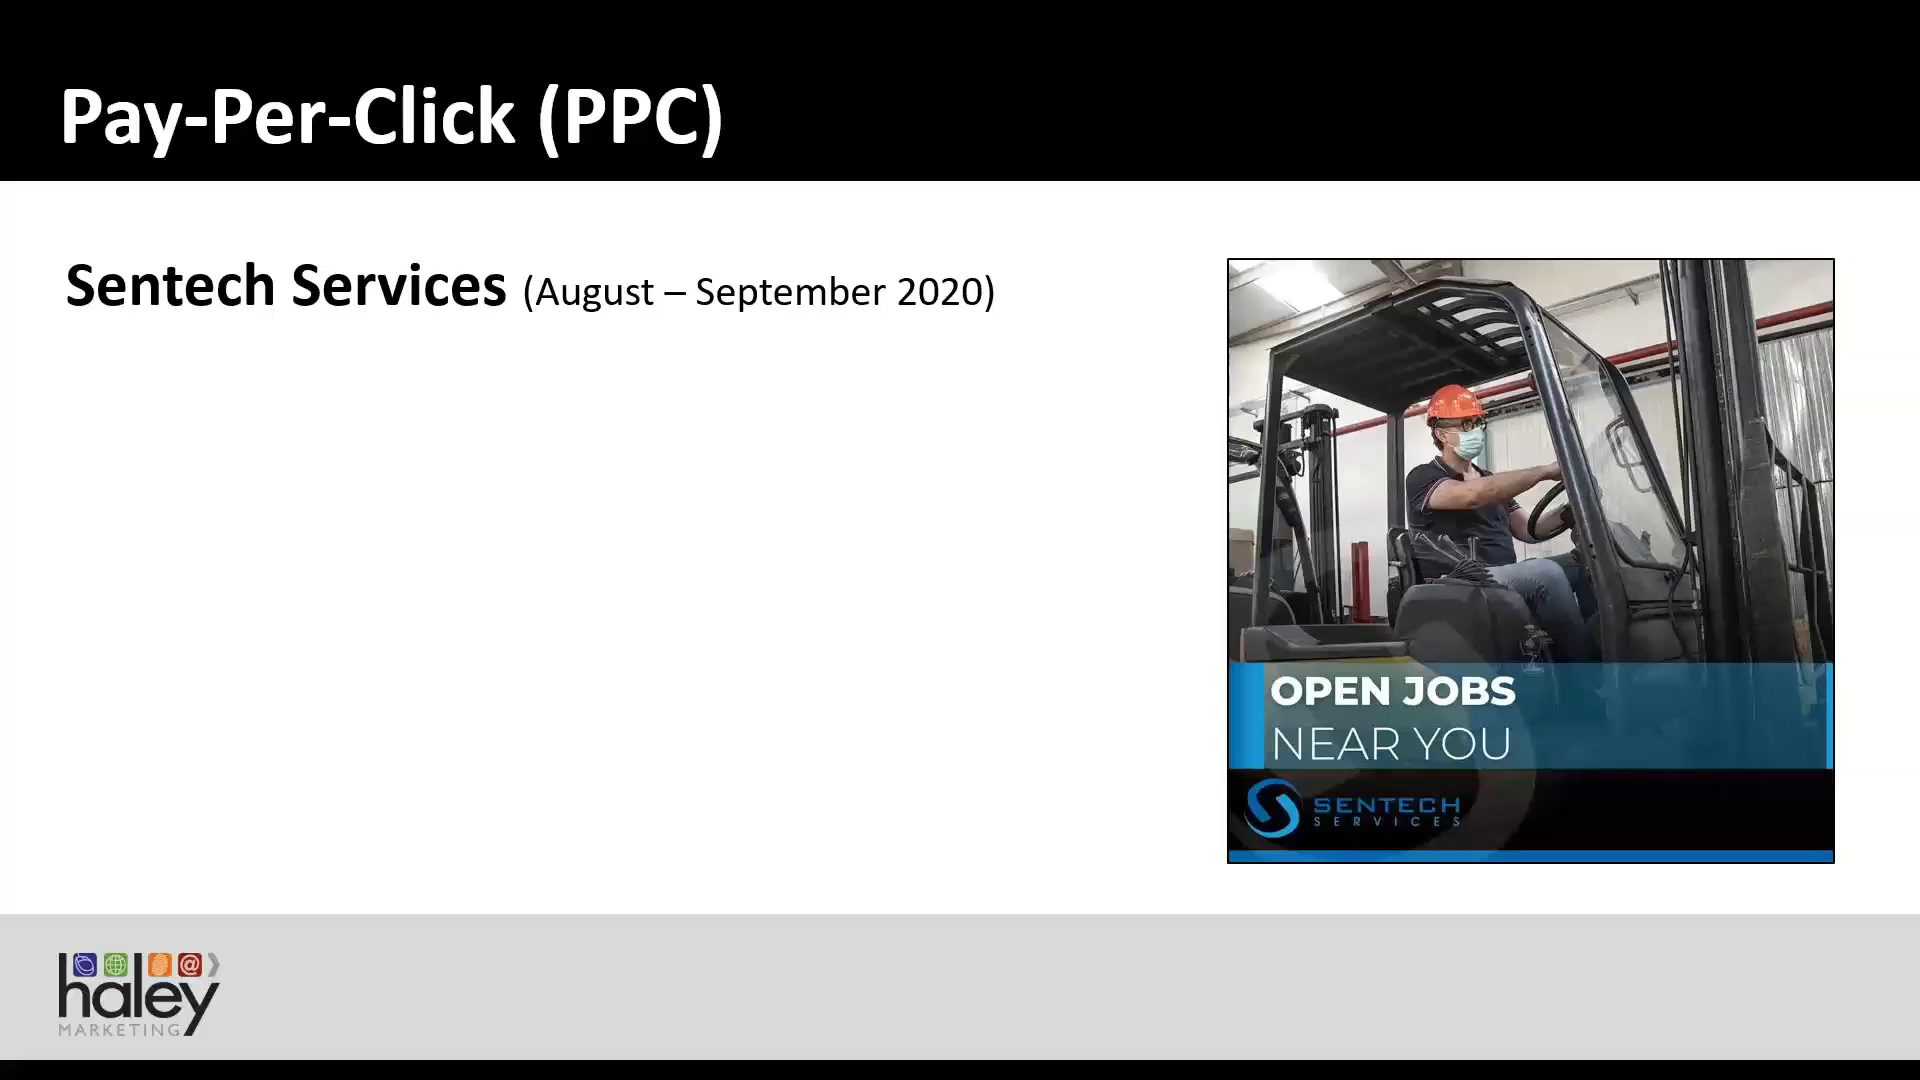 Pay-Per-Click (PPC)
Sentech Services (August – September 2020)
OPEN JOBS
NEAR YOU
SENTECH
SERVICES
haley
MARKETING